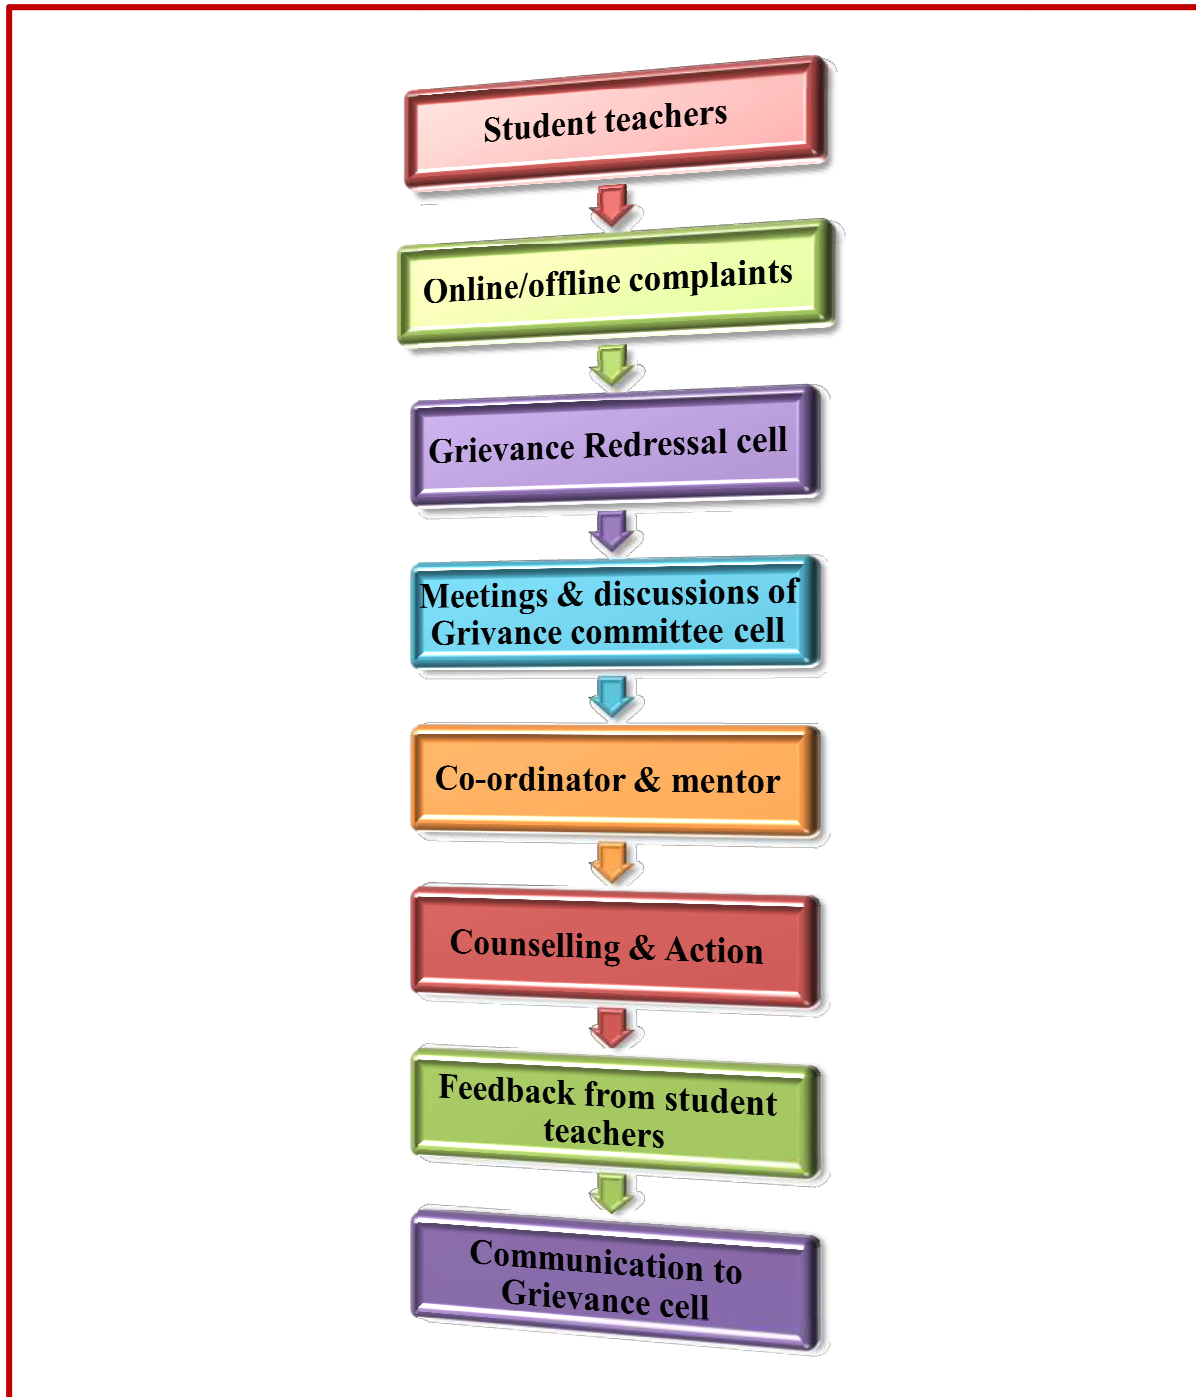 Student teachers
Online/offline complaints
Grievance Redressal cell
Meetings & discussions of
Grivance committee cell
Co-ordinator & mentor
Counselling & Action
Feedback from student
teachers
Communication to
Grievance cell